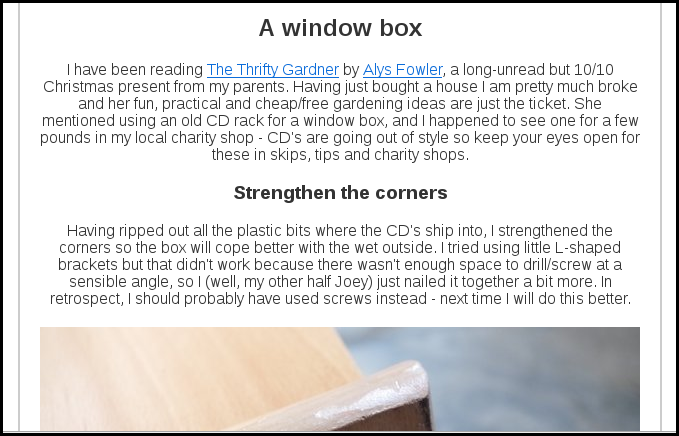 A window box
I have been reading The Thrifty Gardner by Alys Fowler, a long-unread but 10/10
Christmas present from my parents. Having just bought a house I am pretty much broke
and her fun, practical and cheap/free gardening ideas are just the ticket. She
mentioned using an old CD rack for a window box, and I happened to see one for a few
pounds in my local charity shop - CD's are going out of style so keep your eyes open for
these in skips, tips and charity shops.
Strengthen the corners
Having ripped out all the plastic bits where the CD's ship into, I strengthened the
corners so the box will cope better with the wet outside. I tried using little L-shaped
brackets but that didn't work because there wasn't enough space to drill/screw at a
sensible angle, so I (well, my other half Joey) just nailed it together a bit more. In
retrospect, I should probably have used screws instead - next time I will do this better.